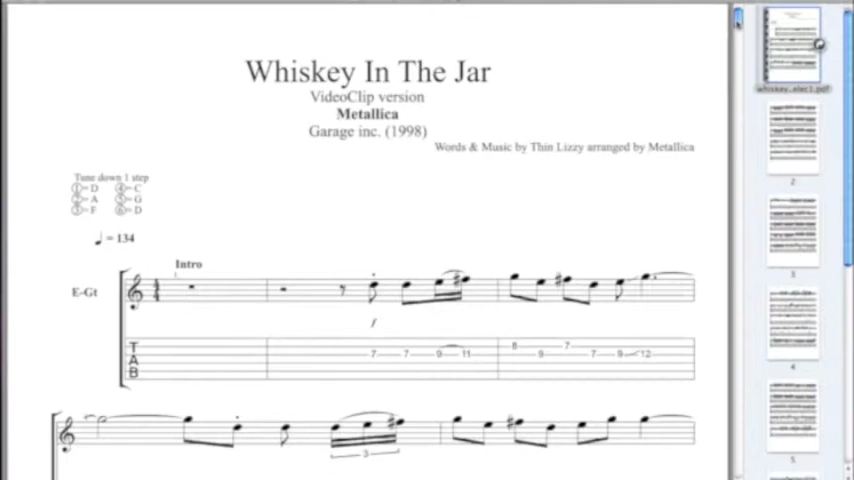 Whiskey In The Jar
VideoClip version
Metallica
Garage inc. (1998)
Words & Music by Thin Lizzy arranged by Metallica
Tune down 1 step
①= D ④= C
②= A ⑤= G
③= F ⑥= D
♩ = 134
Intro
E-Gt
f
T
A
B
7 7 9 11 8 9 7 7 9 12
3
whiskey_elec1.pdf
2
3
4
5